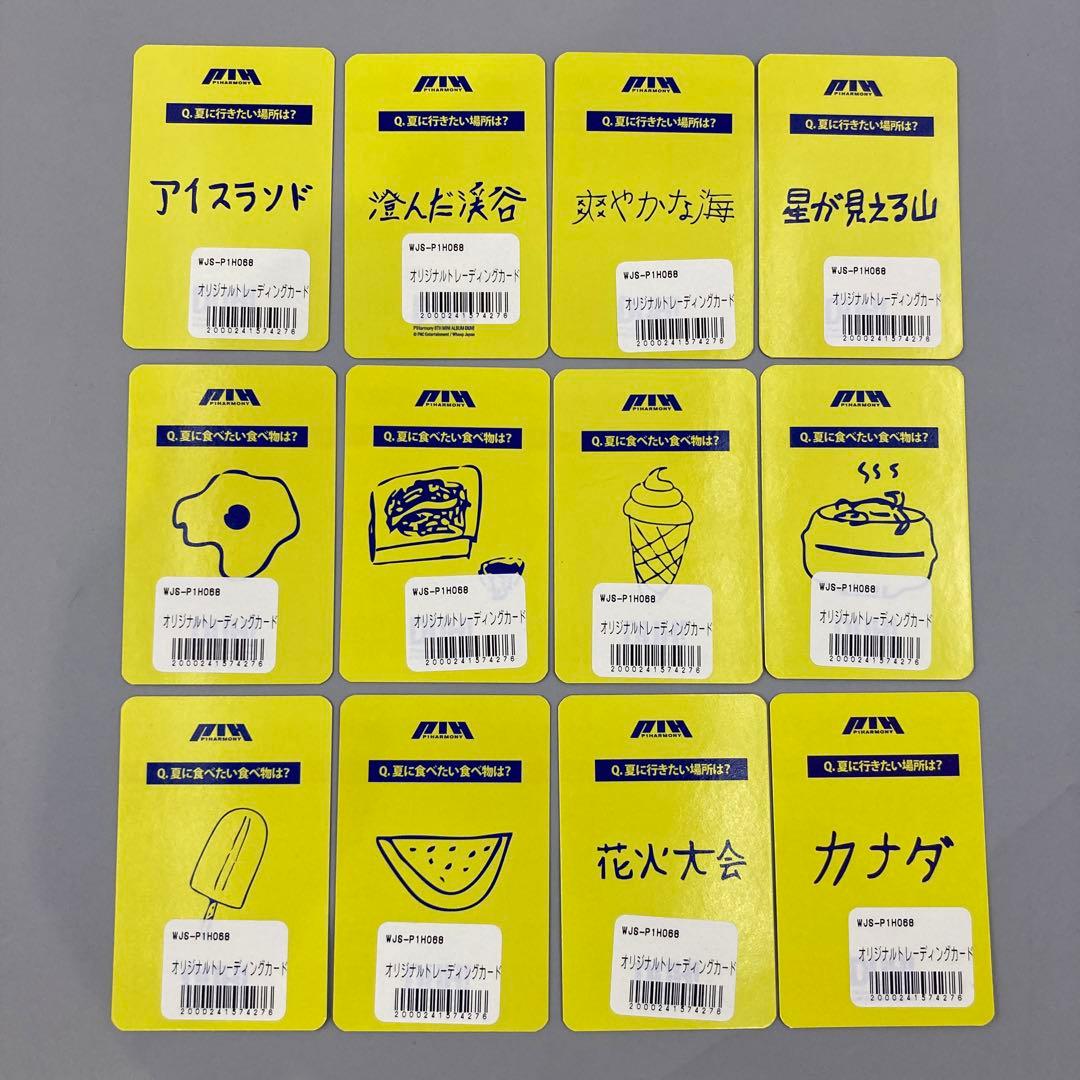 P1H
P1HARMONY
Q. 夏に行きたい場所は?
アイスランド
WJS-P1H068
オリジナルトレーディングカード
2000241574276
P1H
P1HARMONY
Q. 夏に行きたい場所は?
澄んだ渓谷
WJS-P1H068
オリジナルトレーディングカード
2000241574276
P1Harmony 8TH MINI ALBUM DUH!
© FNC Entertainment / Whoop Japan
P1H
P1HARMONY
Q. 夏に行きたい場所は?
爽やかな海
WJS-P1H068
オリジナルトレーディングカード
2000241574276
P1H
P1HARMONY
Q. 夏に行きたい場所は?
星が見える山
WJS-P1H068
オリジナルトレーディングカード
2000241574276
P1H
P1HARMONY
Q. 夏に食べたい食べ物は?
WJS-P1H068
オリジナルトレーディングカード
2000241574276
P1H
P1HARMONY
Q. 夏に食べたい食べ物は?
WJS-P1H068
オリジナルトレーディングカード
2000241574276
P1H
P1HARMONY
Q. 夏に食べたい食べ物は?
WJS-P1H068
オリジナルトレーディングカード
2000241574276
P1H
P1HARMONY
Q. 夏に食べたい食べ物は?
WJS-P1H068
オリジナルトレーディングカード
2000241574276
P1H
P1HARMONY
Q. 夏に食べたい食べ物は?
WJS-P1H068
オリジナルトレーディングカード
2000241574276
P1H
P1HARMONY
Q. 夏に食べたい食べ物は?
WJS-P1H068
オリジナルトレーディングカード
2000241574276
P1H
P1HARMONY
Q. 夏に行きたい場所は?
花火大会
WJS-P1H068
オリジナルトレーディングカード
2000241574276
P1H
P1HARMONY
Q. 夏に行きたい場所は?
カナダ
WJS-P1H068
オリジナルトレーディングカード
2000241574276